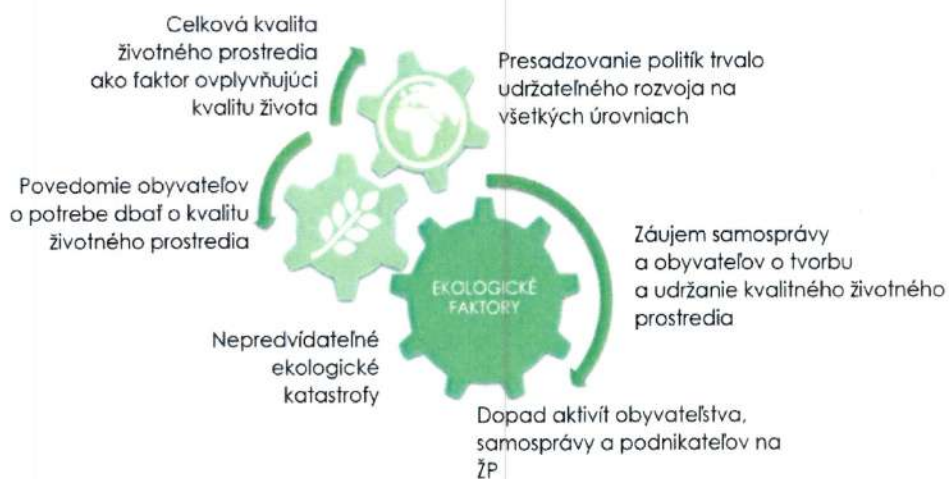 Celková kvalita
životného prostredia
ako faktor ovplyvňujúci
kvalitu života
Presadzovanie politík trvalo
udržateľného rozvoja na
všetkých úrovniach
Povedomie obyvateľov
o potrebe dbať o kvalitu
životného prostredia
Záujem samosprávy
a obyvateľov o tvorbu
a udržanie kvalitného životného
prostredia
EKOLOGICKÉ
FAKTORY
Nepredvídateľné
ekologické
katastrofy
Dopad aktivít obyvateľstva,
samosprávy a podnikateľov na
ŽP